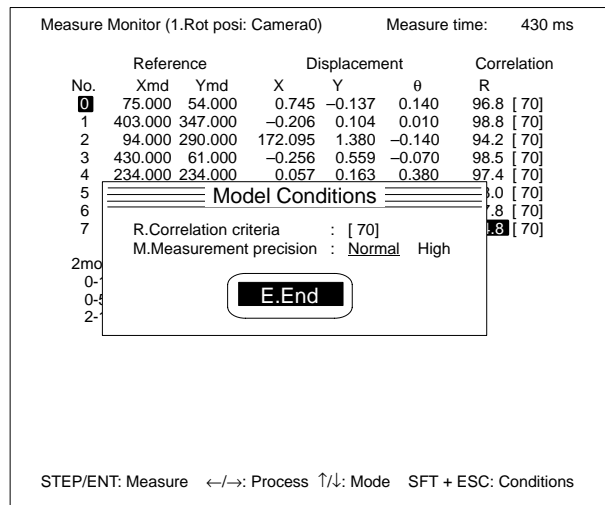 Measure Monitor (1.Rot posi: Camera0) Measure time: 430 ms
Reference Displacement Correlation
No. Xmd Ymd X Y θ R
0 75.000 54.000 0.745 –0.137 0.140 96.8 [ 70]
1 403.000 347.000 –0.206 0.104 0.010 98.8 [ 70]
2 94.000 290.000 172.095 1.380 –0.140 94.2 [ 70]
3 430.000 61.000 –0.256 0.559 –0.070 98.5 [ 70]
4 234.000 234.000 0.057 0.163 0.380 97.4 [ 70]
5 [ 70]
6 [ 70]
7 [ 70]
Model Conditions
R.Correlation criteria : [ 70]
M.Measurement precision : Normal High
E.End
STEP/ENT: Measure ←/→: Process ↑/↓: Mode SFT + ESC: Conditions